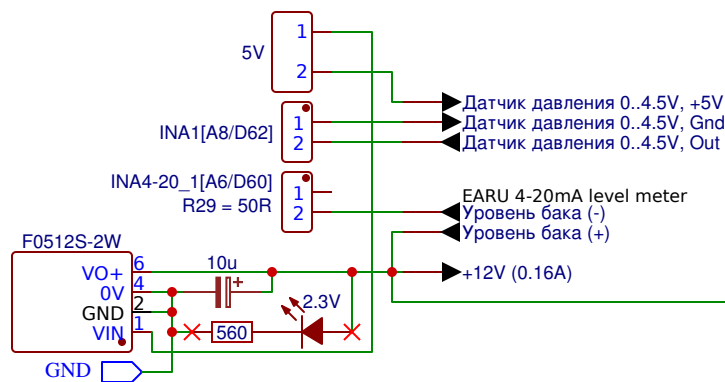 1
5V
2
Датчик давления 0..4.5V, +5V
1
Датчик давления 0..4.5V, Gnd
INA1[A8/D62]
2
Датчик давления 0..4.5V, Out
INA4-20_1[A6/D60]
1
EARU 4-20mA level meter
R29 = 50R
2
Уровень бака (-)
Уровень бака (+)
F0512S-2W
10u
+
VO+ 6
+12V (0.16A)
0V 4
GND 2
2.3V
VIN 1
560
GND